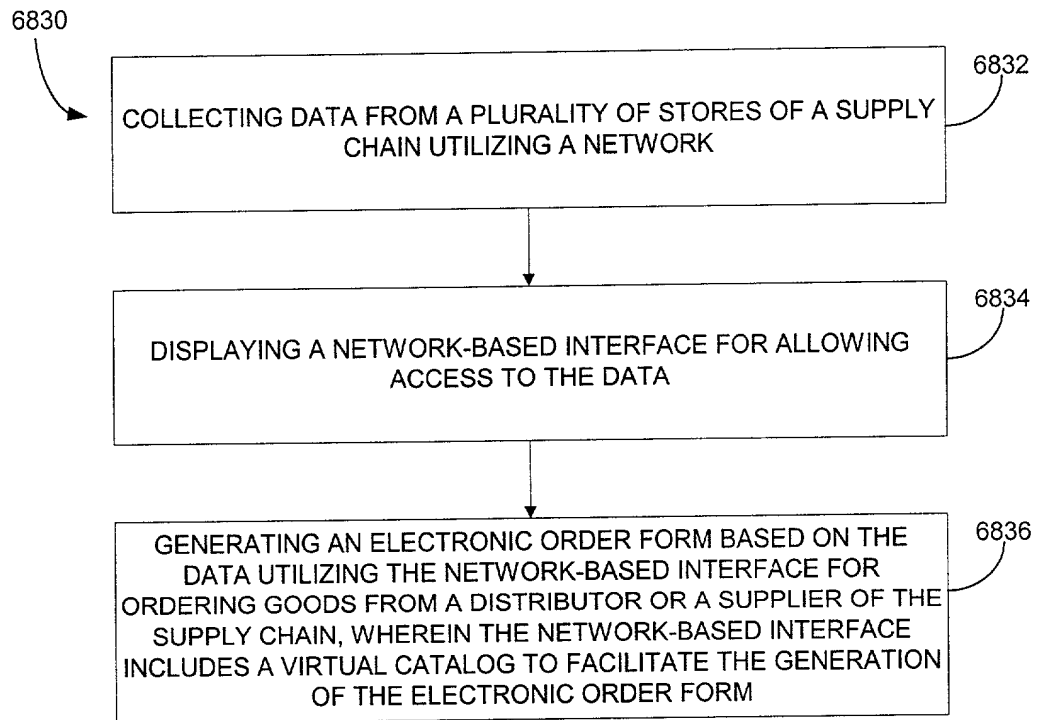 6830
6832
COLLECTING DATA FROM A PLURALITY OF STORES OF A SUPPLY
CHAIN UTILIZING A NETWORK
6834
DISPLAYING A NETWORK-BASED INTERFACE FOR ALLOWING
ACCESS TO THE DATA
6836
GENERATING AN ELECTRONIC ORDER FORM BASED ON THE
DATA UTILIZING THE NETWORK-BASED INTERFACE FOR
ORDERING GOODS FROM A DISTRIBUTOR OR A SUPPLIER OF THE
SUPPLY CHAIN, WHEREIN THE NETWORK-BASED INTERFACE
INCLUDES A VIRTUAL CATALOG TO FACILITATE THE GENERATION
OF THE ELECTRONIC ORDER FORM